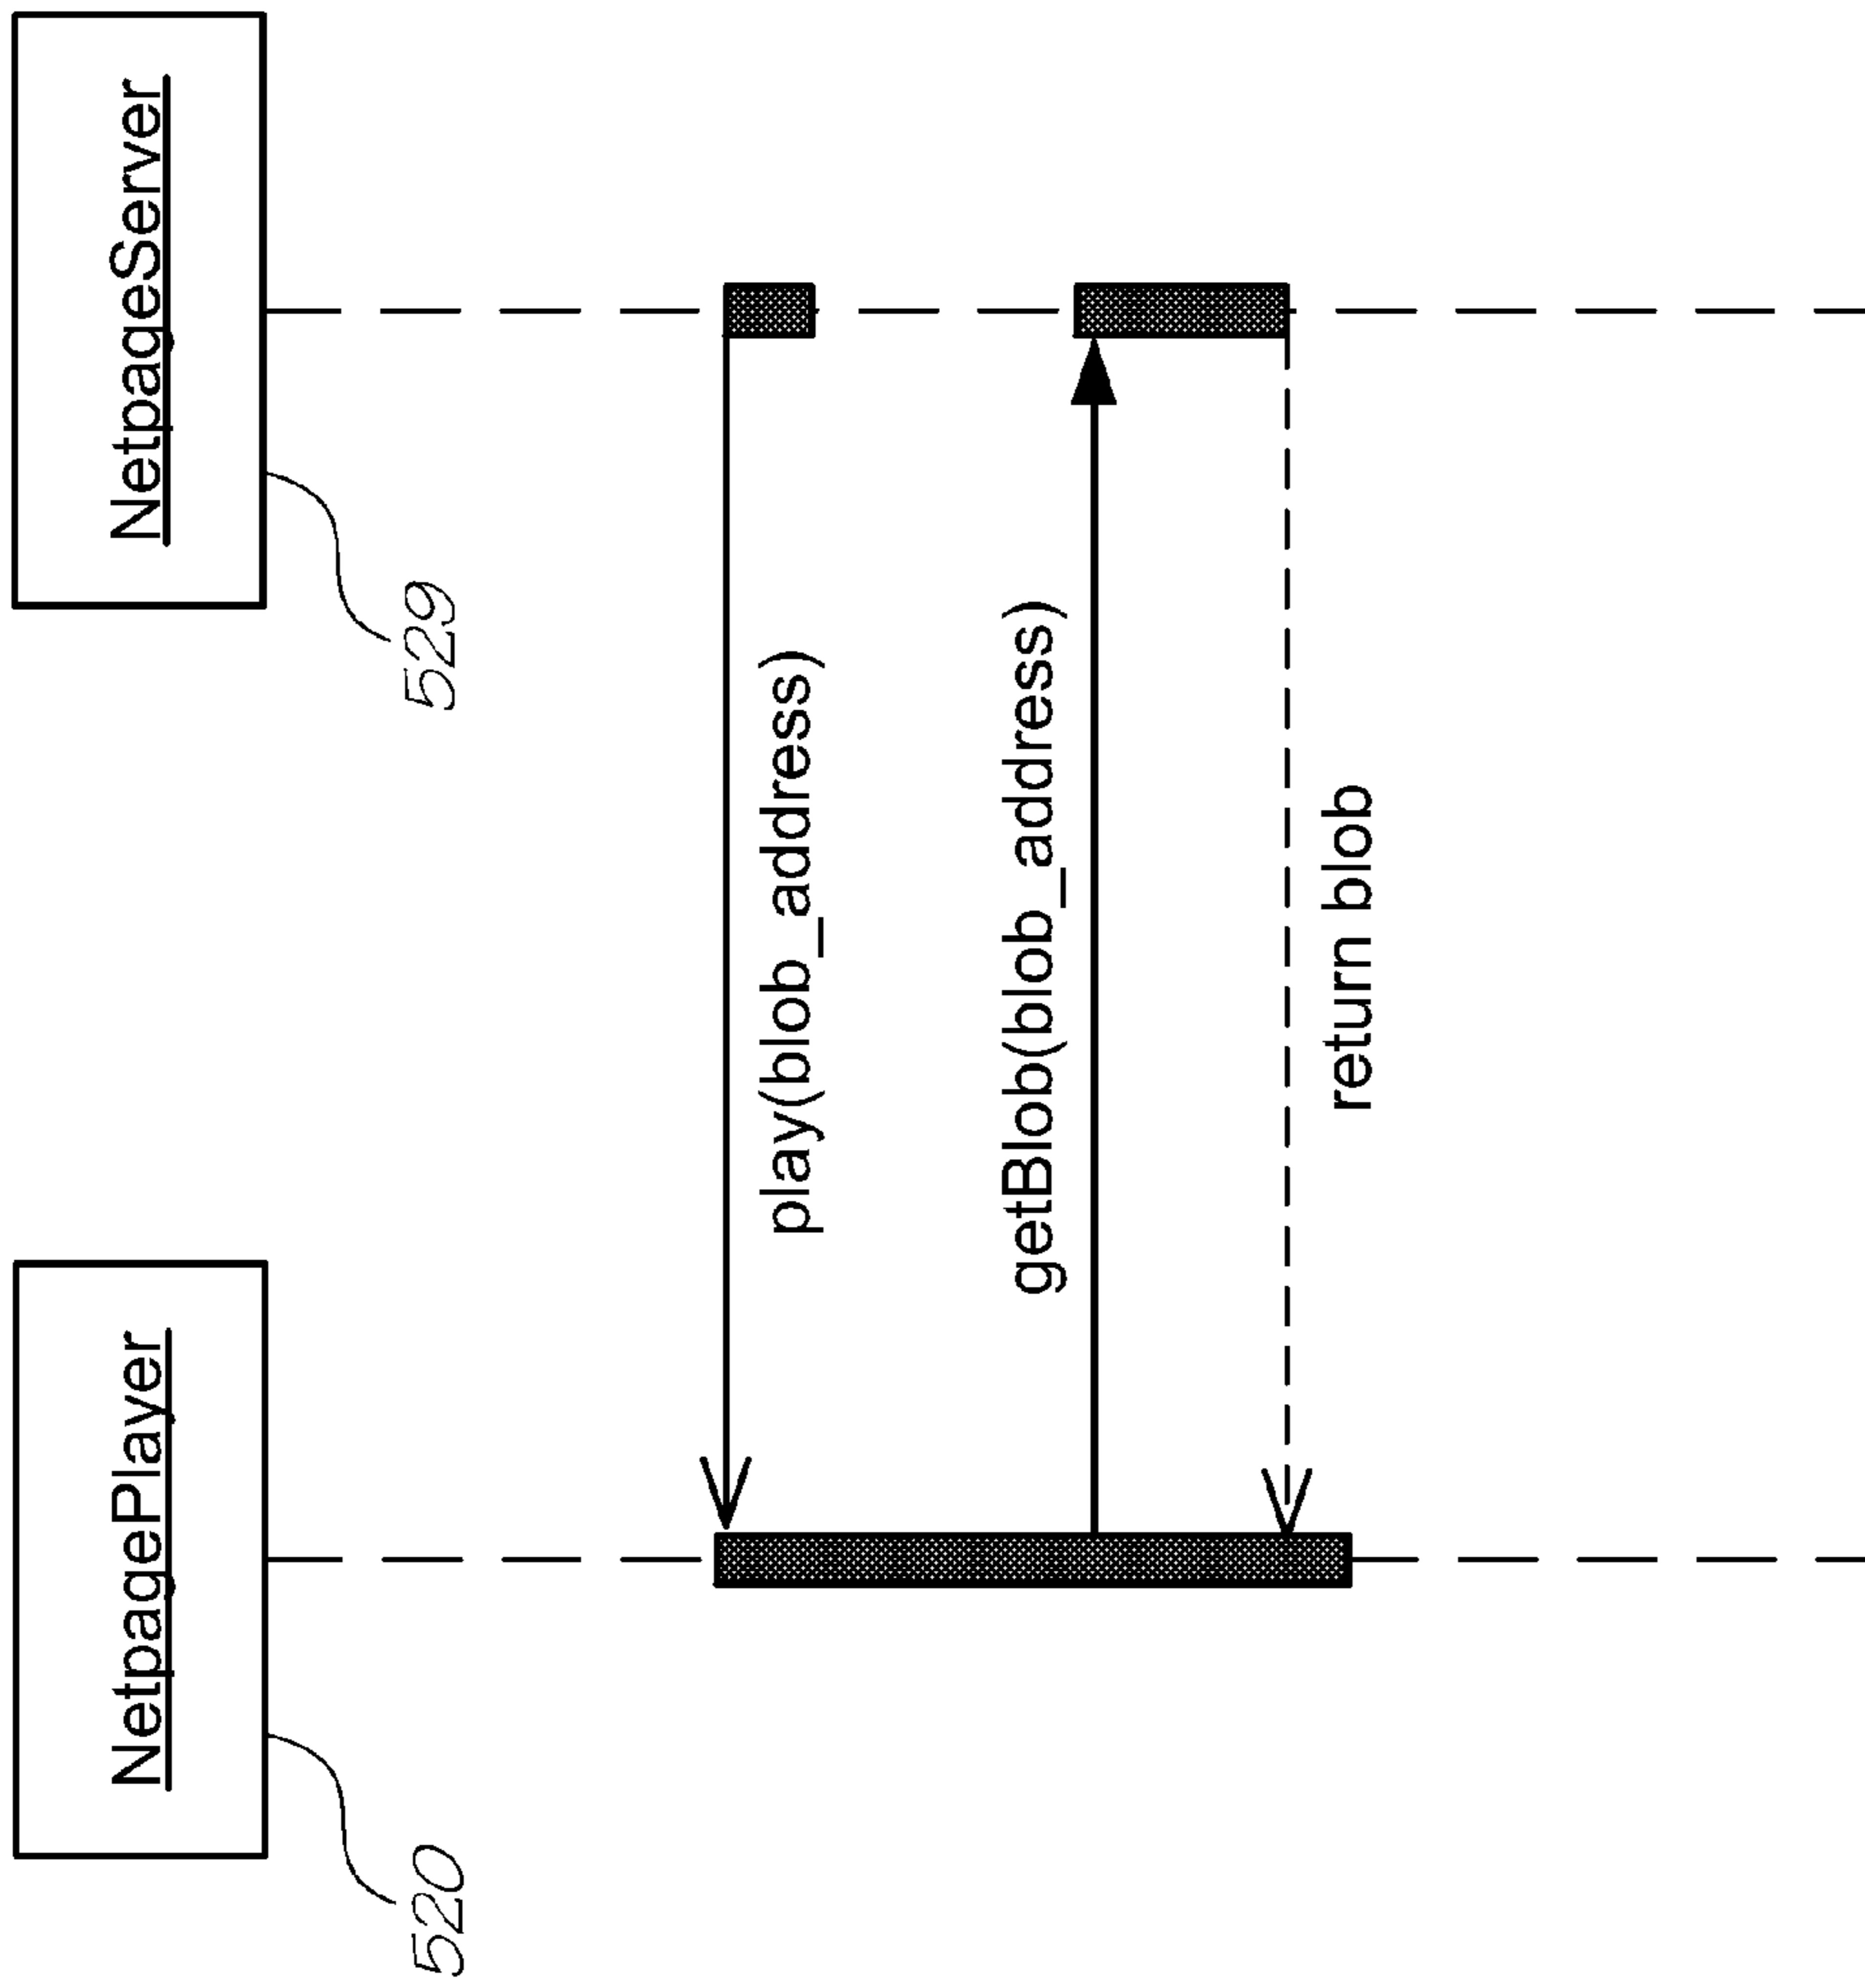 NetpagePlayer
NetpageServer
520
529
play(blob_address)
getBlob(blob_address)
return blob